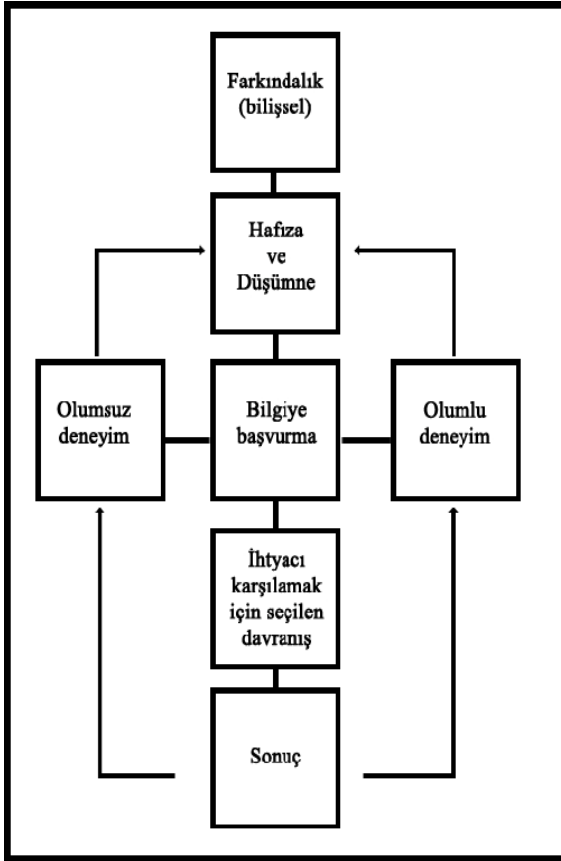 Farkındalık
(bilişsel)
Hafıza
ve
Düşümne
Olumsuz
deneyim
Bilgiye
başvurma
Olumlu
deneyim
İhtyacı
karşılamak
için seçilen
davranış
Sonuç